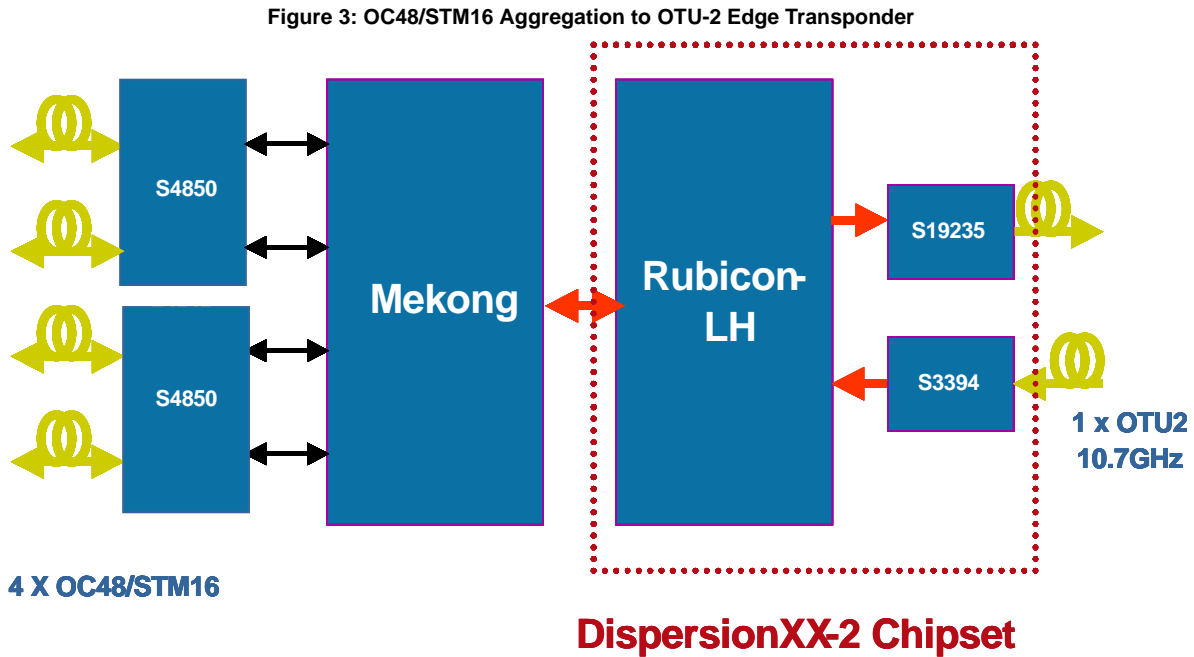 Figure 3: OC48/STM16 Aggregation to OTU-2 Edge Transponder
S4850
S4850
Mekong
Rubicon-
LH
S19235
S3394
1 x OTU2
10.7GHz
4 X OC48/STM16
DispersionXX-2 Chipset